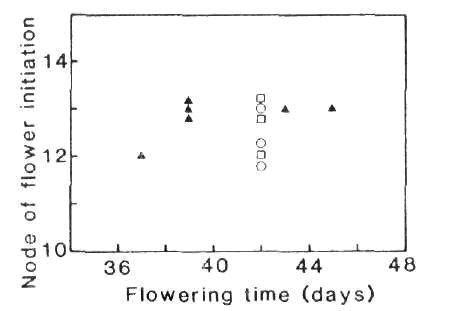 Node of flower initiation
14
12
10
36 40 44 48
Flowering time (days)